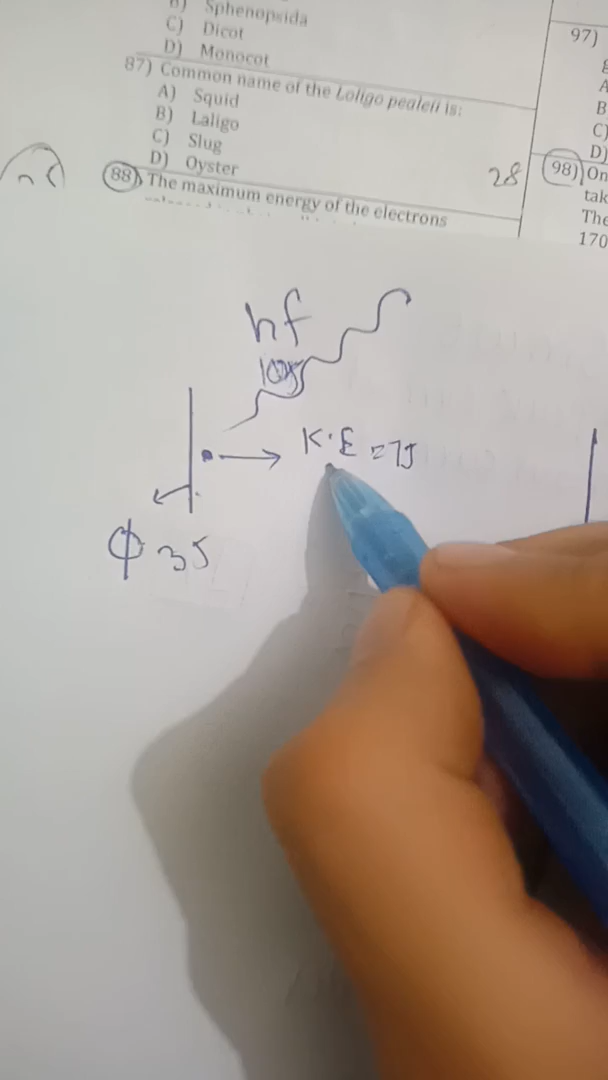 B) Sphenopsida
C) Dicot
D) Monocot
87) Common name of the Loligo pealeii is:
A) Squid
B) Laligo
C) Slug
D) Oyster
88) The maximum energy of the electrons
28
97)
A
B
C)
D)
98) On
tak
The
170
hf
10J
K.E = 7J
ϕ 3J